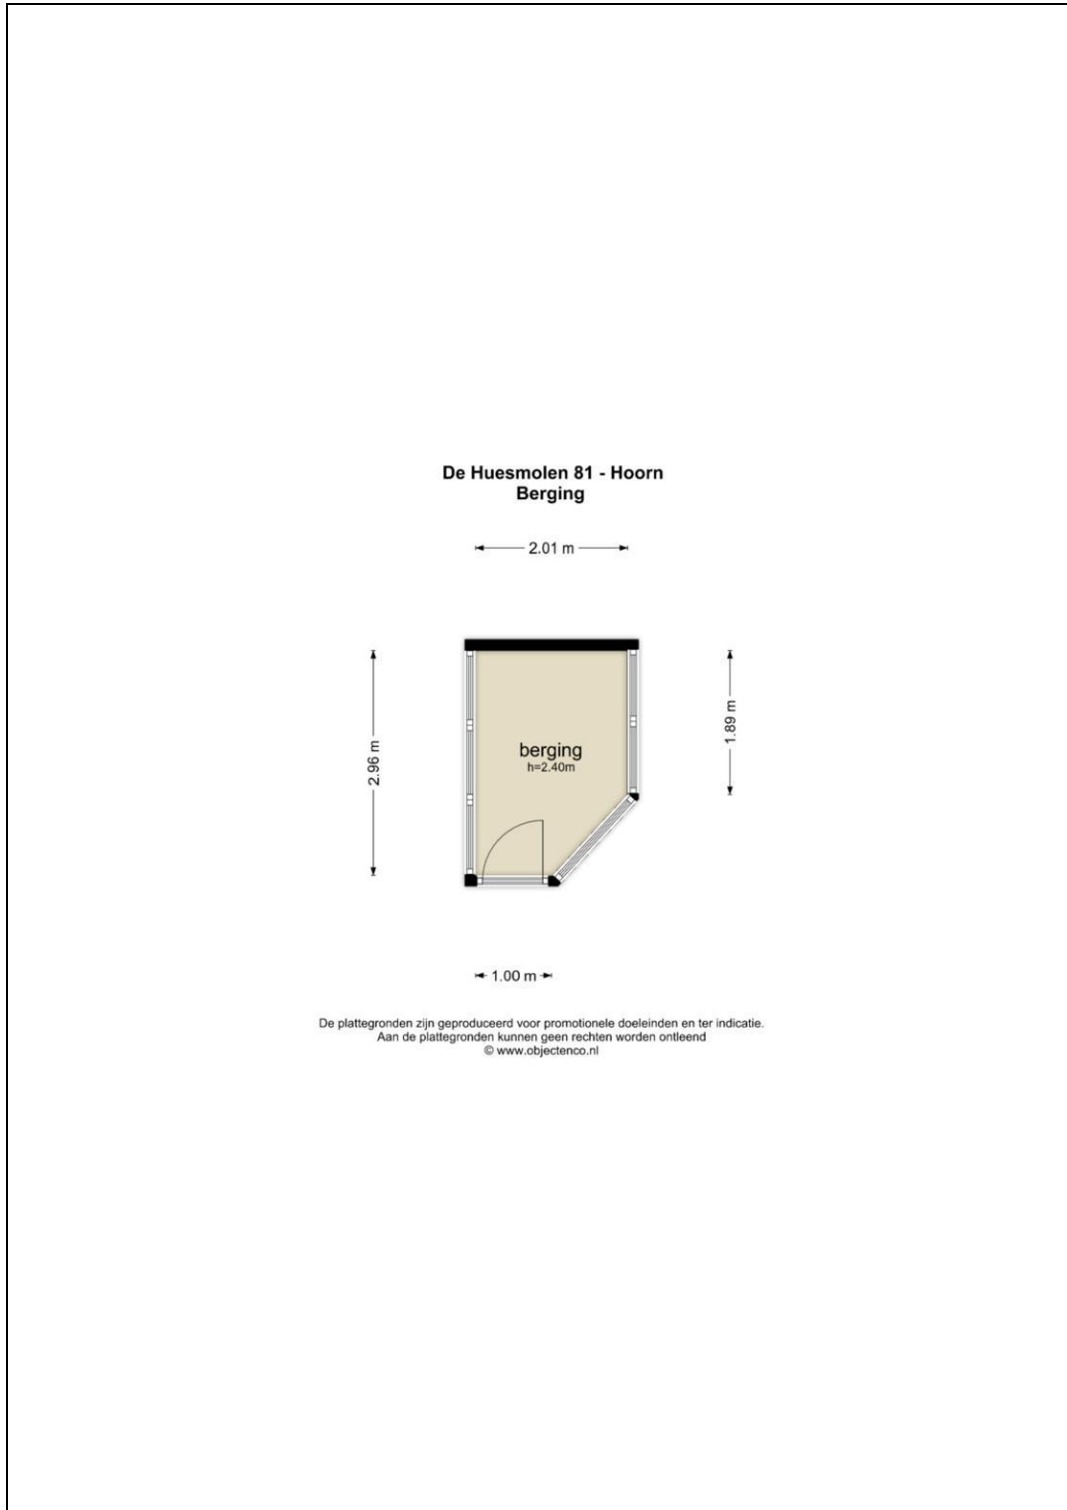 De Huesmolen 81 - Hoorn
Berging
2.01 m
2.96 m
1.89 m
berging
h=2.40m
1.00 m
De plattegronden zijn geproduceerd voor promotionele doeleinden en ter indicatie.
Aan de plattegronden kunnen geen rechten worden ontleend
© www.objectenco.nl